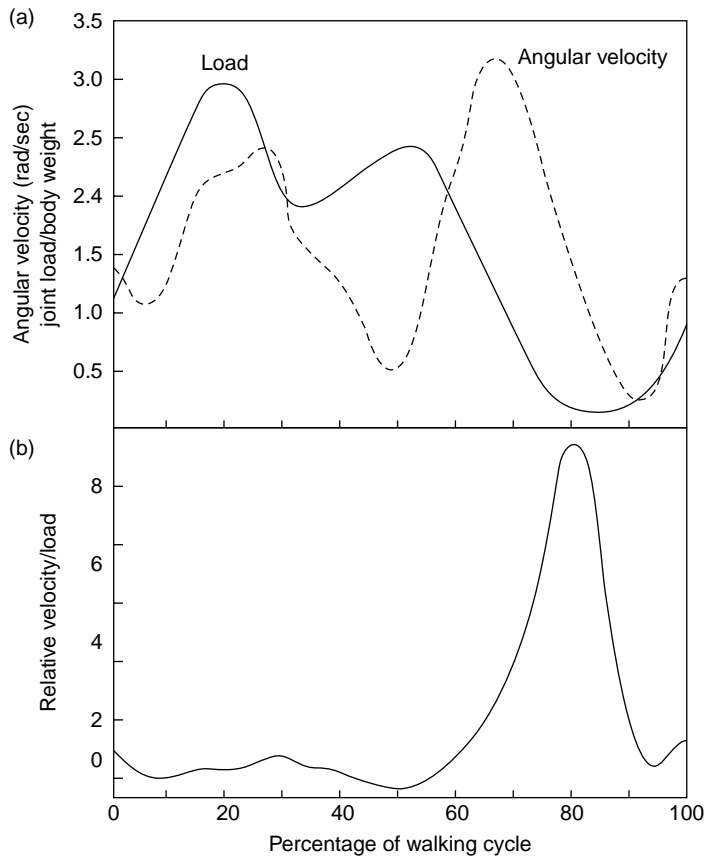 (a)
3.5
Load
Angular velocity
3.0
2.5
2.4
1.5
1.0
0.5
Angular velocity (rad/sec)
joint load/body weight
(b)
8
6
4
2
0
Relative velocity/load
0 20 40 60 80 100
Percentage of walking cycle